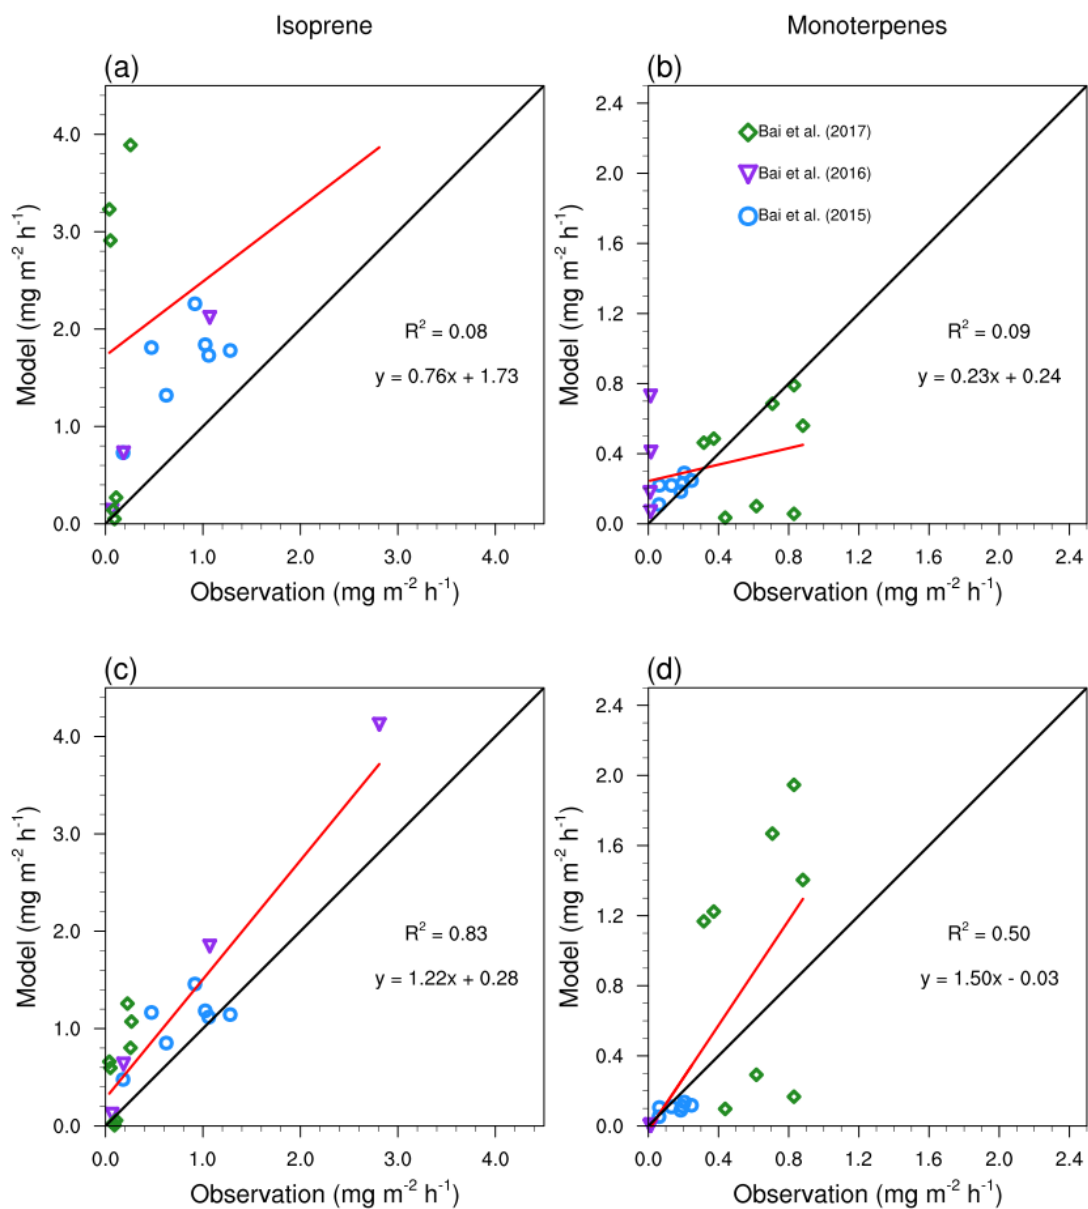 Isoprene
Monoterpenes
(a)
4.0
3.0
2.0
1.0
0.0
0.0 1.0 2.0 3.0 4.0
Model (mg m⁻² h⁻¹)
Observation (mg m⁻² h⁻¹)
R² = 0.08
y = 0.76x + 1.73
(b)
2.4
2.0
1.6
1.2
0.8
0.4
0.0
0.0 0.4 0.8 1.2 1.6 2.0 2.4
Model (mg m⁻² h⁻¹)
Observation (mg m⁻² h⁻¹)
Bai et al. (2017)
Bai et al. (2016)
Bai et al. (2015)
R² = 0.09
y = 0.23x + 0.24
(c)
4.0
3.0
2.0
1.0
0.0
0.0 1.0 2.0 3.0 4.0
Model (mg m⁻² h⁻¹)
Observation (mg m⁻² h⁻¹)
R² = 0.83
y = 1.22x + 0.28
(d)
2.4
2.0
1.6
1.2
0.8
0.4
0.0
0.0 0.4 0.8 1.2 1.6 2.0 2.4
Model (mg m⁻² h⁻¹)
Observation (mg m⁻² h⁻¹)
R² = 0.50
y = 1.50x - 0.03